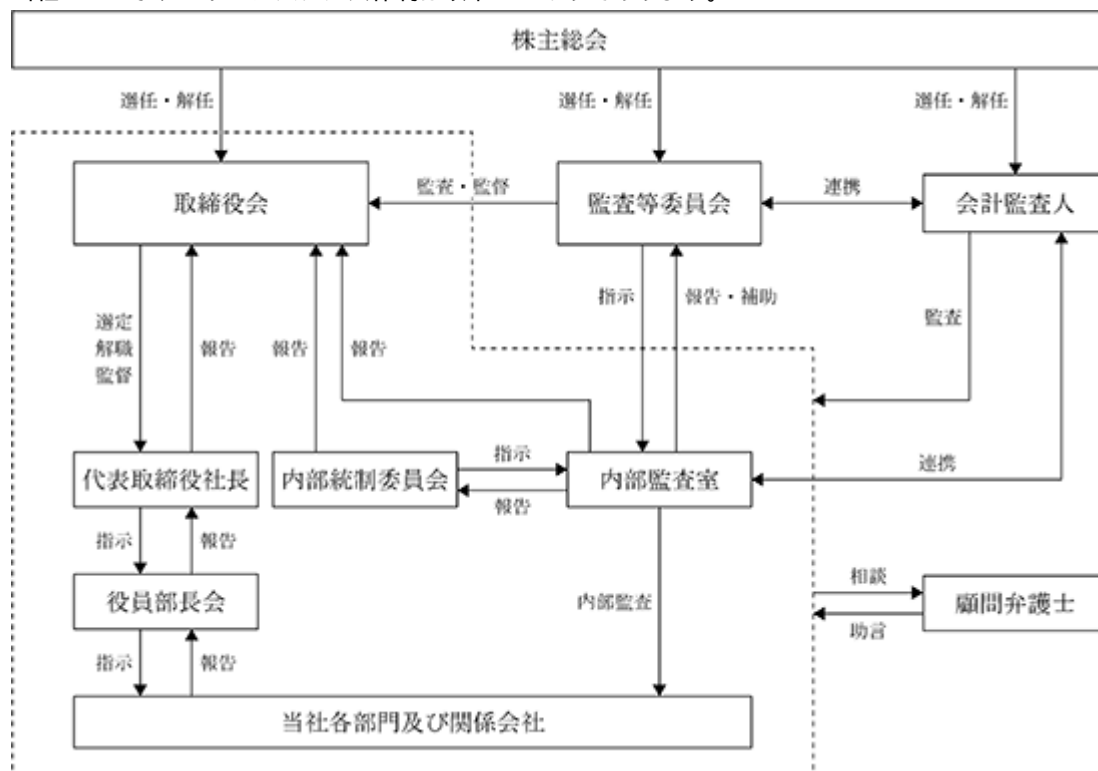 株主総会
選任・解任
選任・解任
選任・解任
取締役会
監査・監督
監査等委員会
連携
会計監査人
選定
解職
監督
報告
報告
報告
指示
報告・補助
監査
代表取締役社長
内部統制委員会
指示
報告
内部監査室
連携
指示
報告
役員部長会
内部監査
相談
助言
顧問弁護士
指示
報告
当社各部門及び関係会社